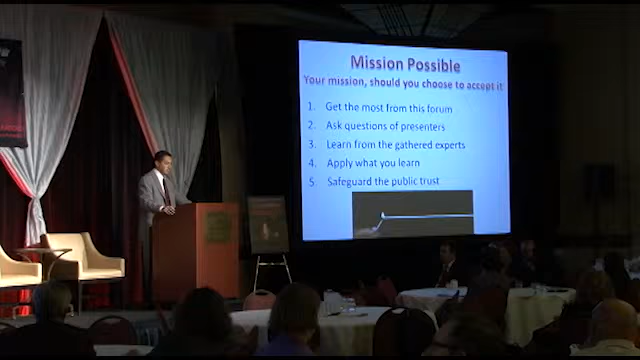 Mission Possible
Your mission, should you choose to accept it
1. Get the most from this forum
2. Ask questions of presenters
3. Learn from the gathered experts
4. Apply what you learn
5. Safeguard the public trust